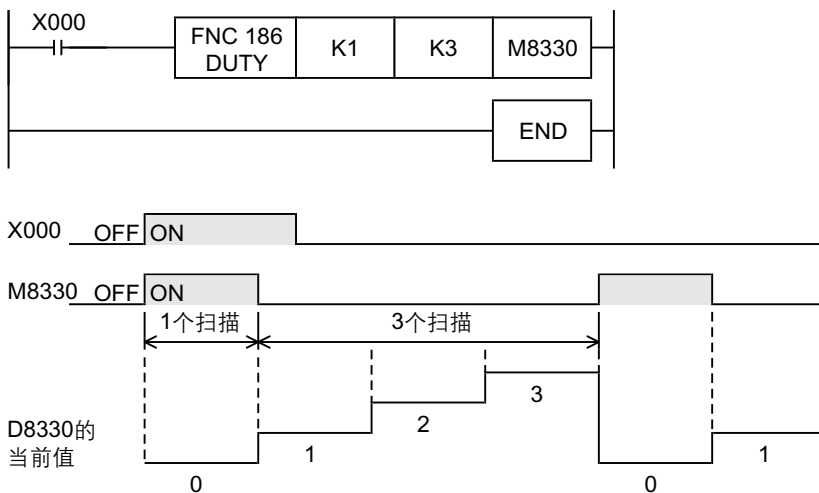 X000
FNC 186
DUTY
K1
K3
M8330
END
X000 OFF ON
M8330 OFF ON
1个扫描
3个扫描
D8330的
当前值
0
1
2
3
0
1